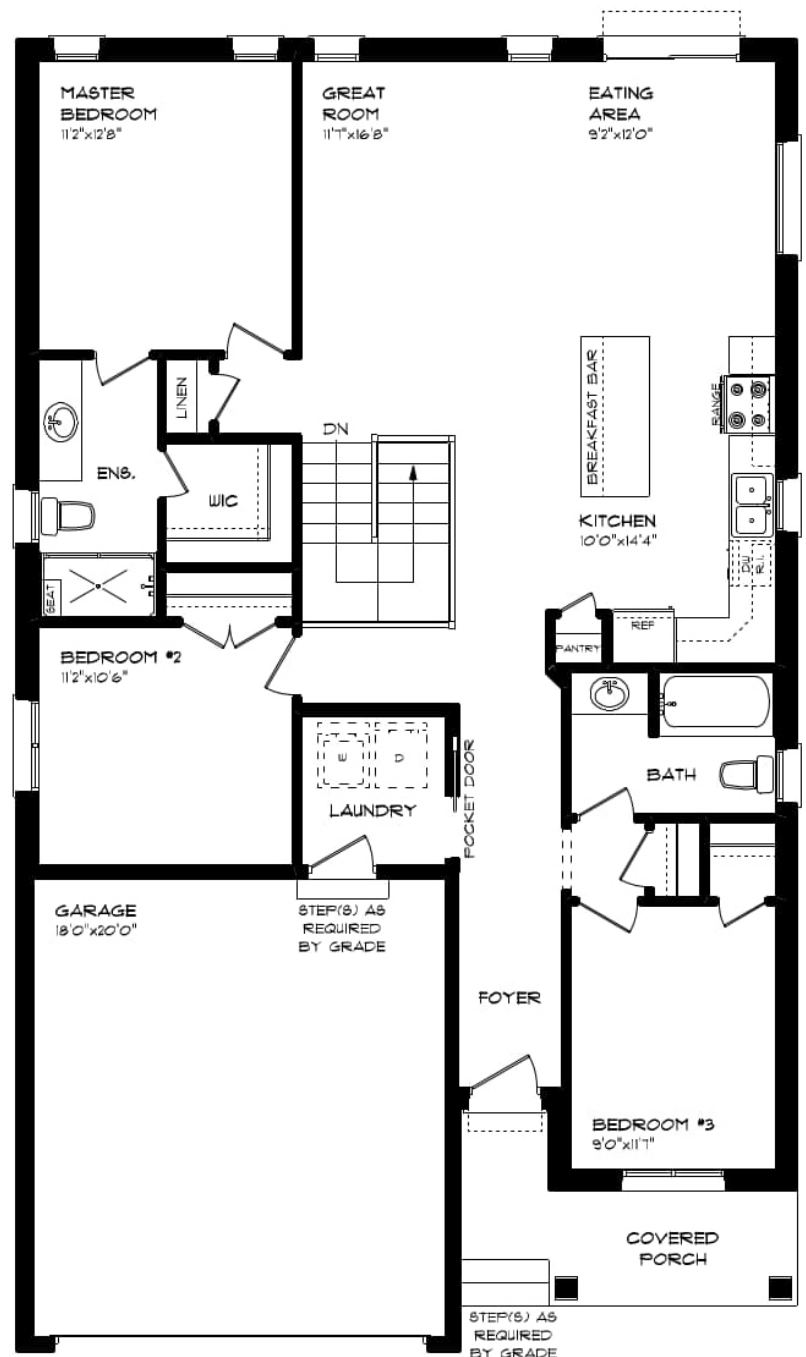 MASTER
BEDROOM
11'2"x12'8"
GREAT
ROOM
11'7"x16'8"
EATING
AREA
9'2"x12'0"
LINEN
DN
BREAKFAST BAR
RANGE
ENS.
WIC
KITCHEN
10'0"x14'4"
DW
R.I.
SEAT
REF
PANTRY
BEDROOM #2
11'2"x10'6"
D
LAUNDRY
POCKET DOOR
BATH
GARAGE
18'0"x20'0"
STEP(S) AS
REQUIRED
BY GRADE
FOYER
BEDROOM #3
9'0"x11'7"
COVERED
PORCH
STEP(S) AS
REQUIRED
BY GRADE